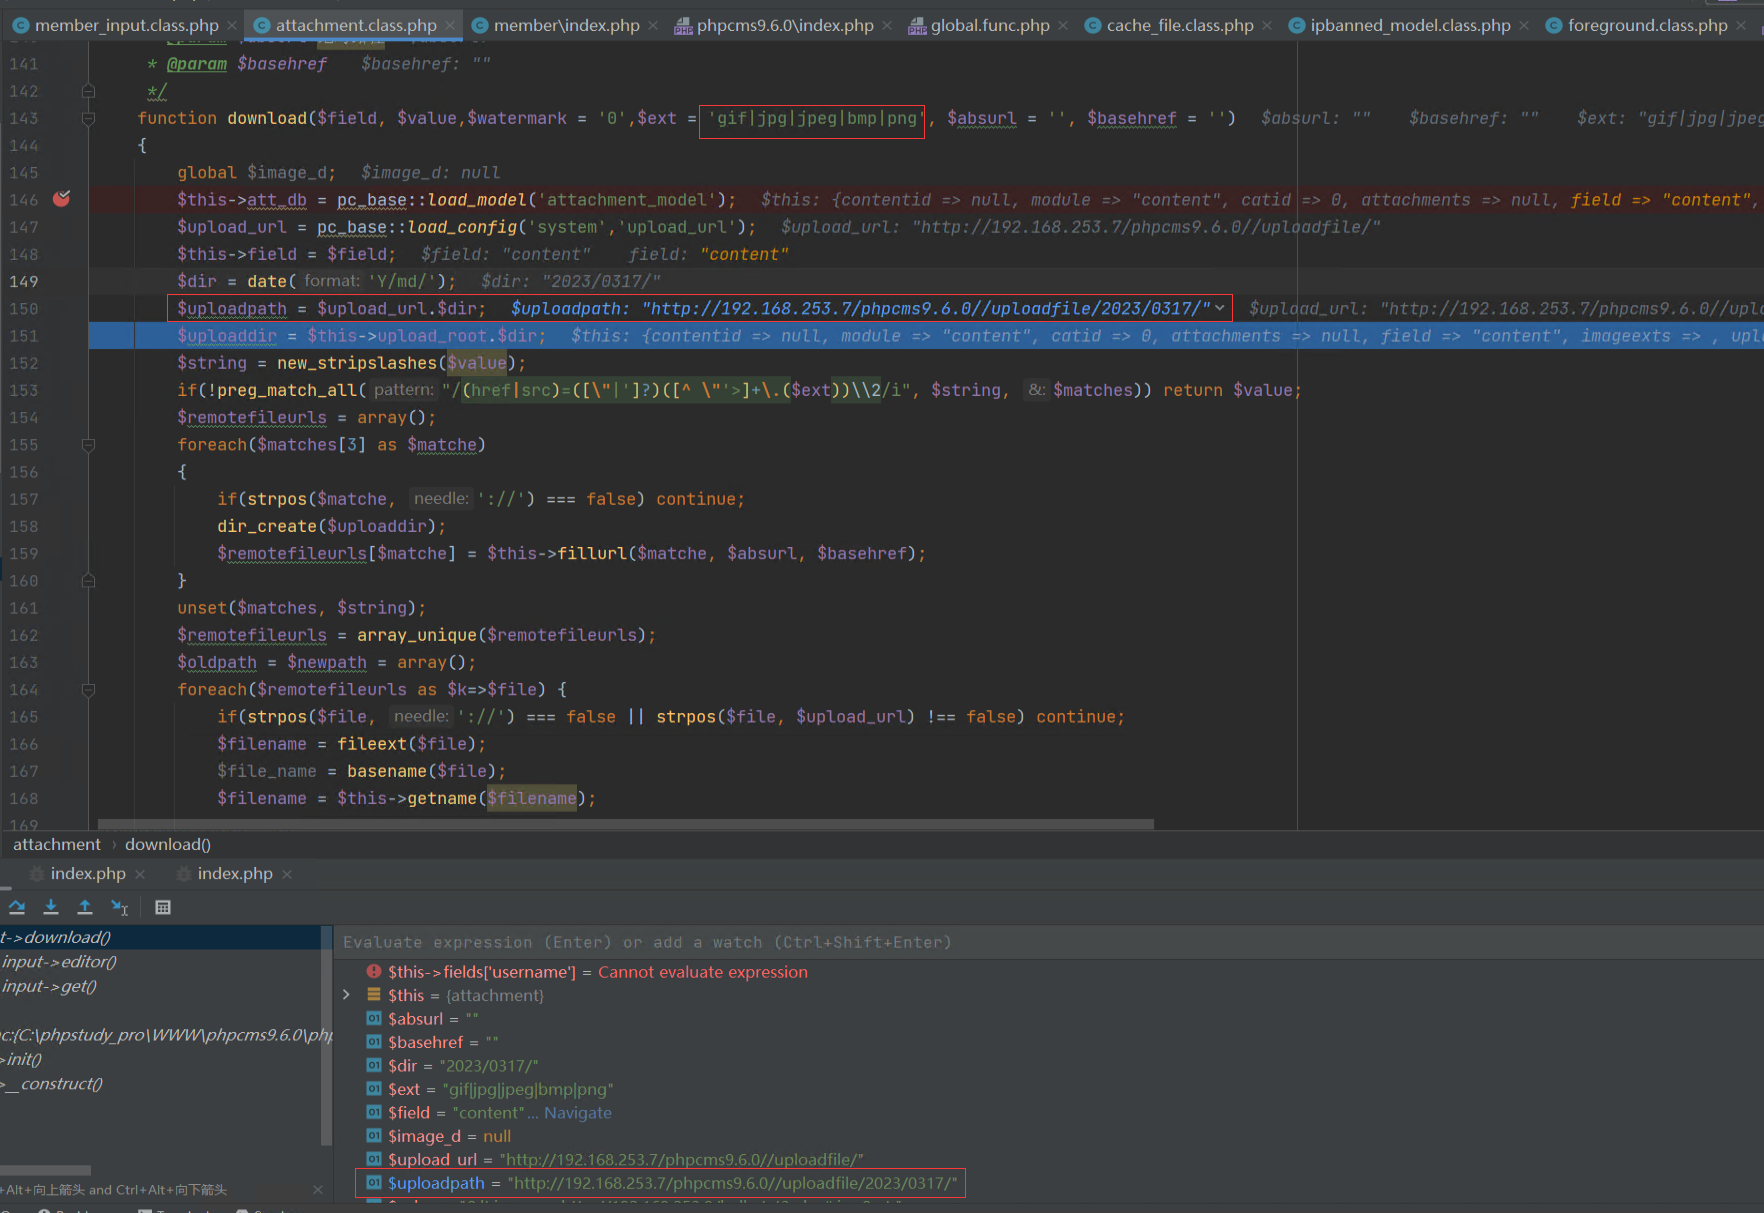 member_input.class.php attachment.class.php member\index.php phpcms9.6.0\index.php global.func.php cache_file.class.php ipbanned_model.class.php foreground.class.php
141 * @param $basehref $basehref: ""
142 */
143 function download($field, $value,$watermark = '0',$ext = 'gif|jpg|jpeg|bmp|png', $absurl = '', $basehref = '') $absurl: "" $basehref: "" $ext: "gif|jpg|jpeg
144 {
145 global $image_d; $image_d: null
146 $this->att_db = pc_base::load_model('attachment_model'); $this: {contentid => null, module => "content", catid => 0, attachments => null, field => "content",
147 $upload_url = pc_base::load_config('system','upload_url'); $upload_url: "http://192.168.253.7/phpcms9.6.0//uploadfile/"
148 $this->field = $field; $field: "content" field: "content"
149 $dir = date( format: 'Y/md/'); $dir: "2023/0317/"
150 $uploadpath = $upload_url.$dir; $uploadpath: "http://192.168.253.7/phpcms9.6.0//uploadfile/2023/0317/" $upload_url: "http://192.168.253.7/phpcms9.6.0//uplo
151 $uploaddir = $this->upload_root.$dir; $this: {contentid => null, module => "content", catid => 0, attachments => null, field => "content", imageexts => , uplo
152 $string = new_stripslashes($value);
153 if(!preg_match_all( pattern: "/(href|src)=([\"|']?)([^ \"'>]+\.($ext))\\2/i", $string, &: $matches)) return $value;
154 $remotefileurls = array();
155 foreach($matches[3] as $matche)
156 {
157 if(strpos($matche, needle: '://') === false) continue;
158 dir_create($uploaddir);
159 $remotefileurls[$matche] = $this->fillurl($matche, $absurl, $basehref);
160 }
161 unset($matches, $string);
162 $remotefileurls = array_unique($remotefileurls);
163 $oldpath = $newpath = array();
164 foreach($remotefileurls as $k=>$file) {
165 if(strpos($file, needle: '://') === false || strpos($file, $upload_url) !== false) continue;
166 $filename = fileext($file);
167 $file_name = basename($file);
168 $filename = $this->getname($filename);
169
attachment › download()
index.php index.php
t->download()
input->editor()
input->get()
nc:{C:\phpstudy_pro\WWW\phpcms9.6.0\php
>init()
>__construct()
+Alt+向上箭头 and Ctrl+Alt+向下箭头
Evaluate expression (Enter) or add a watch (Ctrl+Shift+Enter)
$this->fields['username'] = Cannot evaluate expression
$this = {attachment}
$absurl = ""
$basehref = ""
$dir = "2023/0317/"
$ext = "gif|jpg|jpeg|bmp|png"
$field = "content"... Navigate
$image_d = null
$upload_url = "http://192.168.253.7/phpcms9.6.0//uploadfile/"
$uploadpath = "http://192.168.253.7/phpcms9.6.0//uploadfile/2023/0317/"